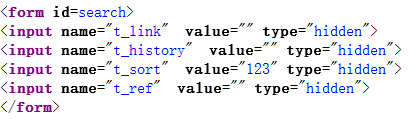 <form id=search>
<input name="t_link"  value="" type="hidden">
<input name="t_history"  value="" type="hidden">
<input name="t_sort"  value="123" type="hidden">
<input name="t_ref"  value="" type="hidden">
</form>